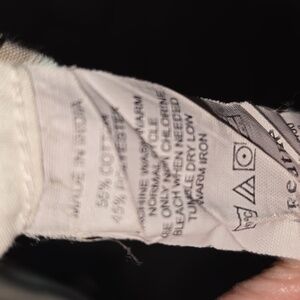 MADE IN INDIA
55% COTTON
45% POLYESTER
MACHINE WASH WARM
NORMAL CYCLE
USE ONLY NON CHLORINE
BLEACH WHEN NEEDED
TUMBLE DRY LOW
WARM IRON